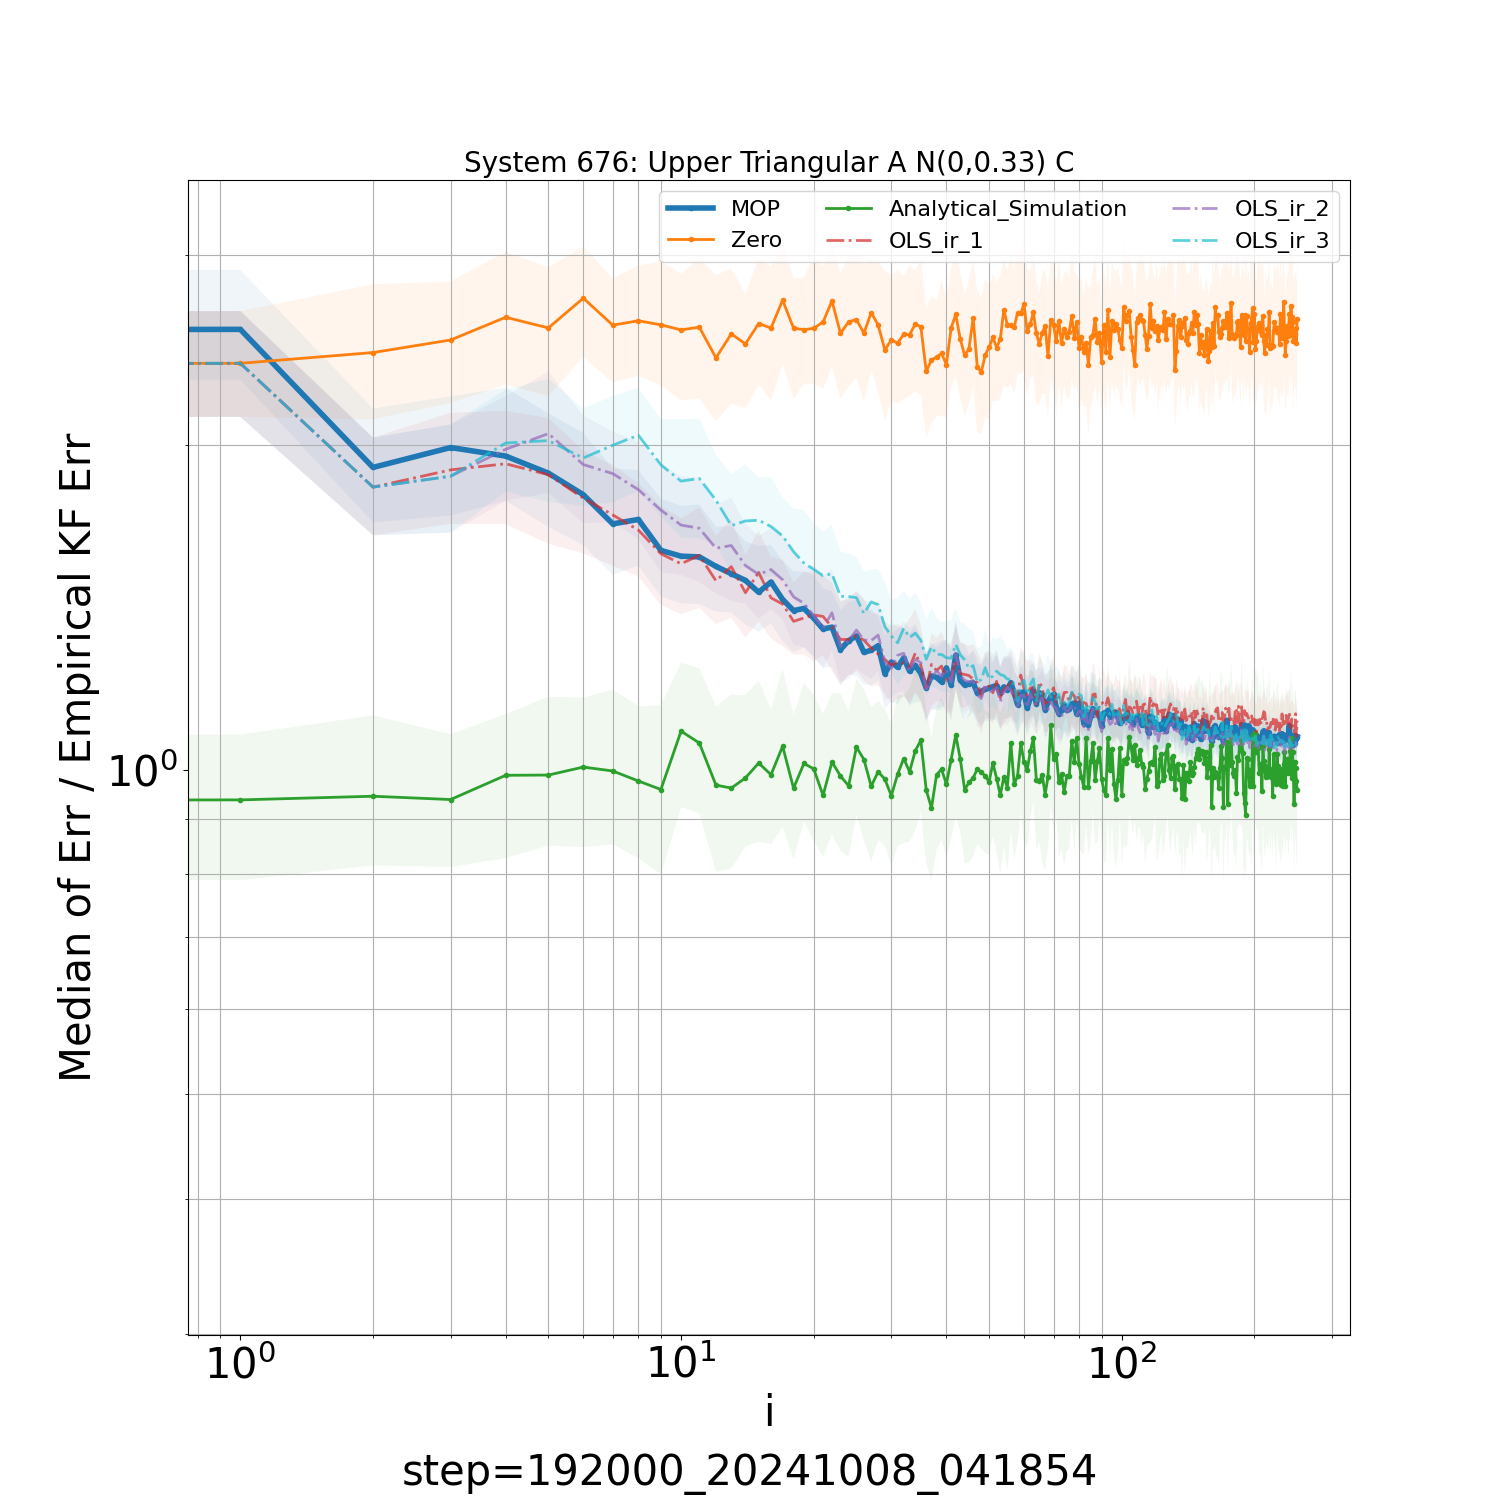 System 676: Upper Triangular A N(0,0.33) C
MOP
Zero
Analytical_Simulation
OLS_ir_1
OLS_ir_2
OLS_ir_3
Median of Err / Empirical KF Err
10⁰
10⁰
10¹
10²
i
step=192000_20241008_041854